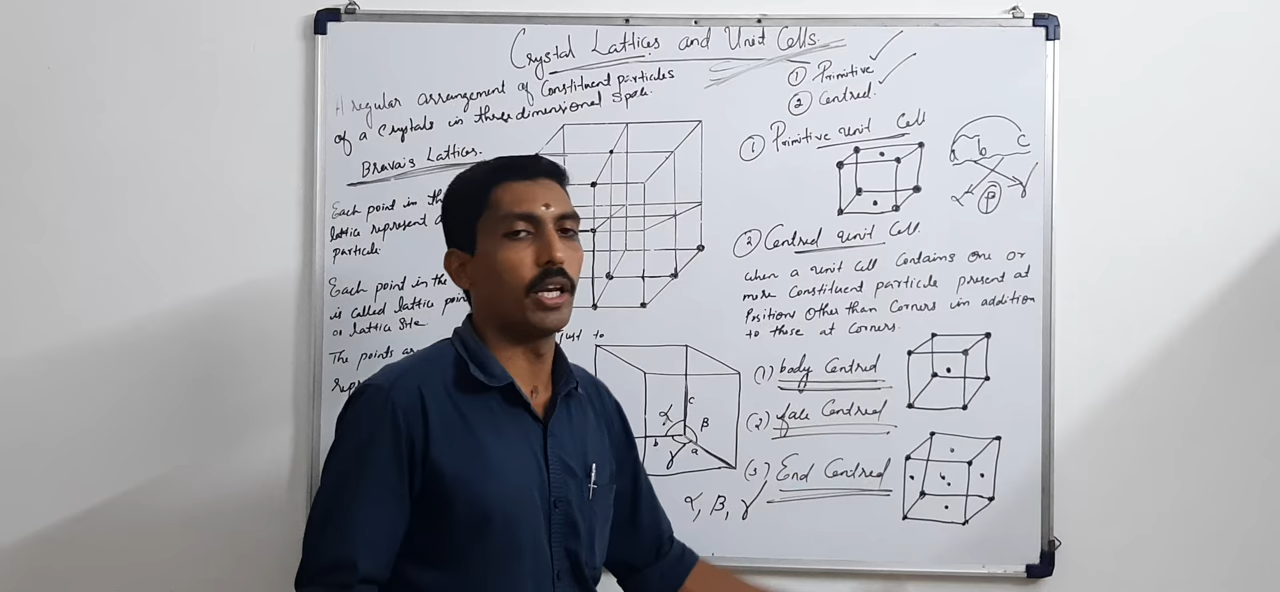 Crystal Lattices and Unit Cells.
A regular arrangement of Constituent particles
of a Crystals in three dimensional Space.
Bravais Lattices.
Each point in the
lattice represent
particle.
Each point in the
is called lattice point
or lattice Site.
The points are
just to
c
α
β
b
a
γ
α, β, γ
① Primitive
② Centred.
① Primitive unit Cell
a b c
α β γ
② Centred unit Cell.
when a unit cell Contains one or
more Constituent particle present at
Positions Other than Corners in addition
to those at corners.
(1) body Centred
(2) face Centred
(3) End Centred